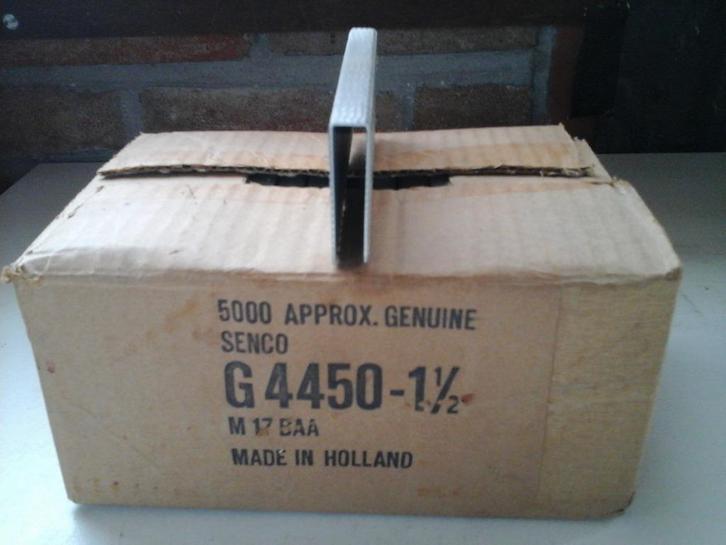 5000 APPROX. GENUINE
SENCO
G 4450-1½
M 17 BAA
MADE IN HOLLAND